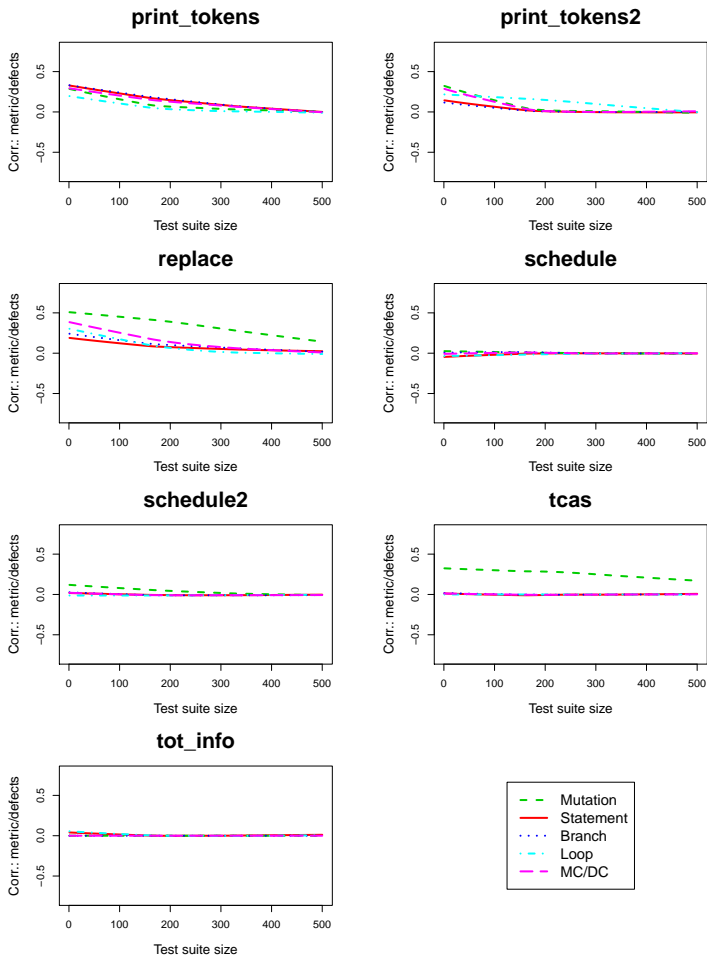 print_tokens
Corr.: metric/defects
0.5
0.0
−0.5
0 100 200 300 400 500
Test suite size
print_tokens2
Corr.: metric/defects
0.5
0.0
−0.5
0 100 200 300 400 500
Test suite size
replace
Corr.: metric/defects
0.5
0.0
−0.5
0 100 200 300 400 500
Test suite size
schedule
Corr.: metric/defects
0.5
0.0
−0.5
0 100 200 300 400 500
Test suite size
schedule2
Corr.: metric/defects
0.5
0.0
−0.5
0 100 200 300 400 500
Test suite size
tcas
Corr.: metric/defects
0.5
0.0
−0.5
0 100 200 300 400 500
Test suite size
tot_info
Corr.: metric/defects
0.5
0.0
−0.5
0 100 200 300 400 500
Test suite size
Mutation
Statement
Branch
Loop
MC/DC